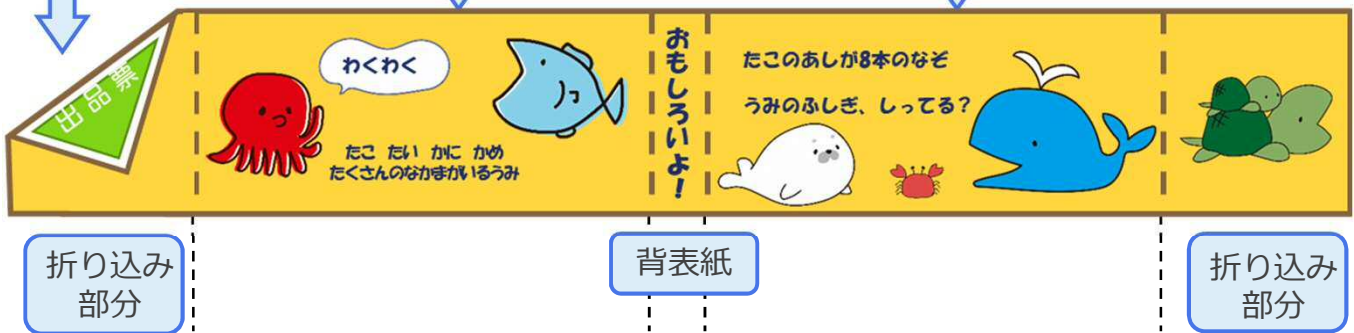 出品票
わくわく
たこ たい かに かめ
たくさんのなかまがいるうみ
おもしろいよ！
たこのあしが8本のなぞ
うみのふしぎ、しってる？
折り込み
部分
背表紙
折り込み
部分